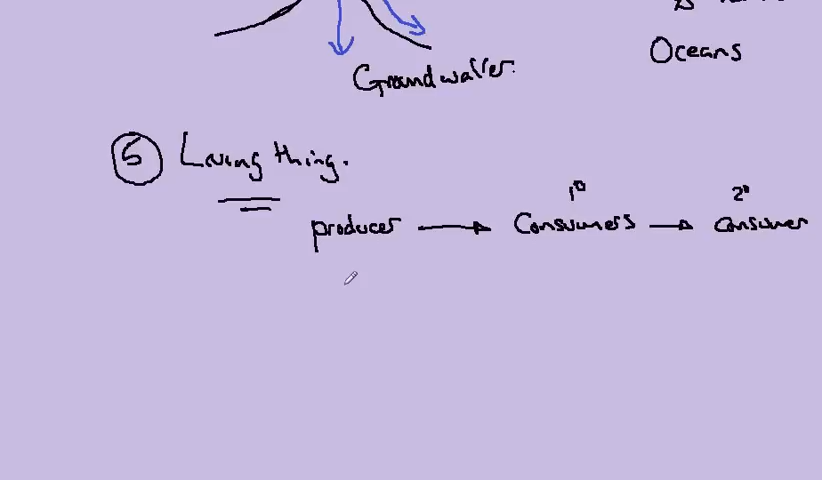 Oceans
Groundwater.
5 Living thing.
1° 2°
producer → Consumers → Consumer